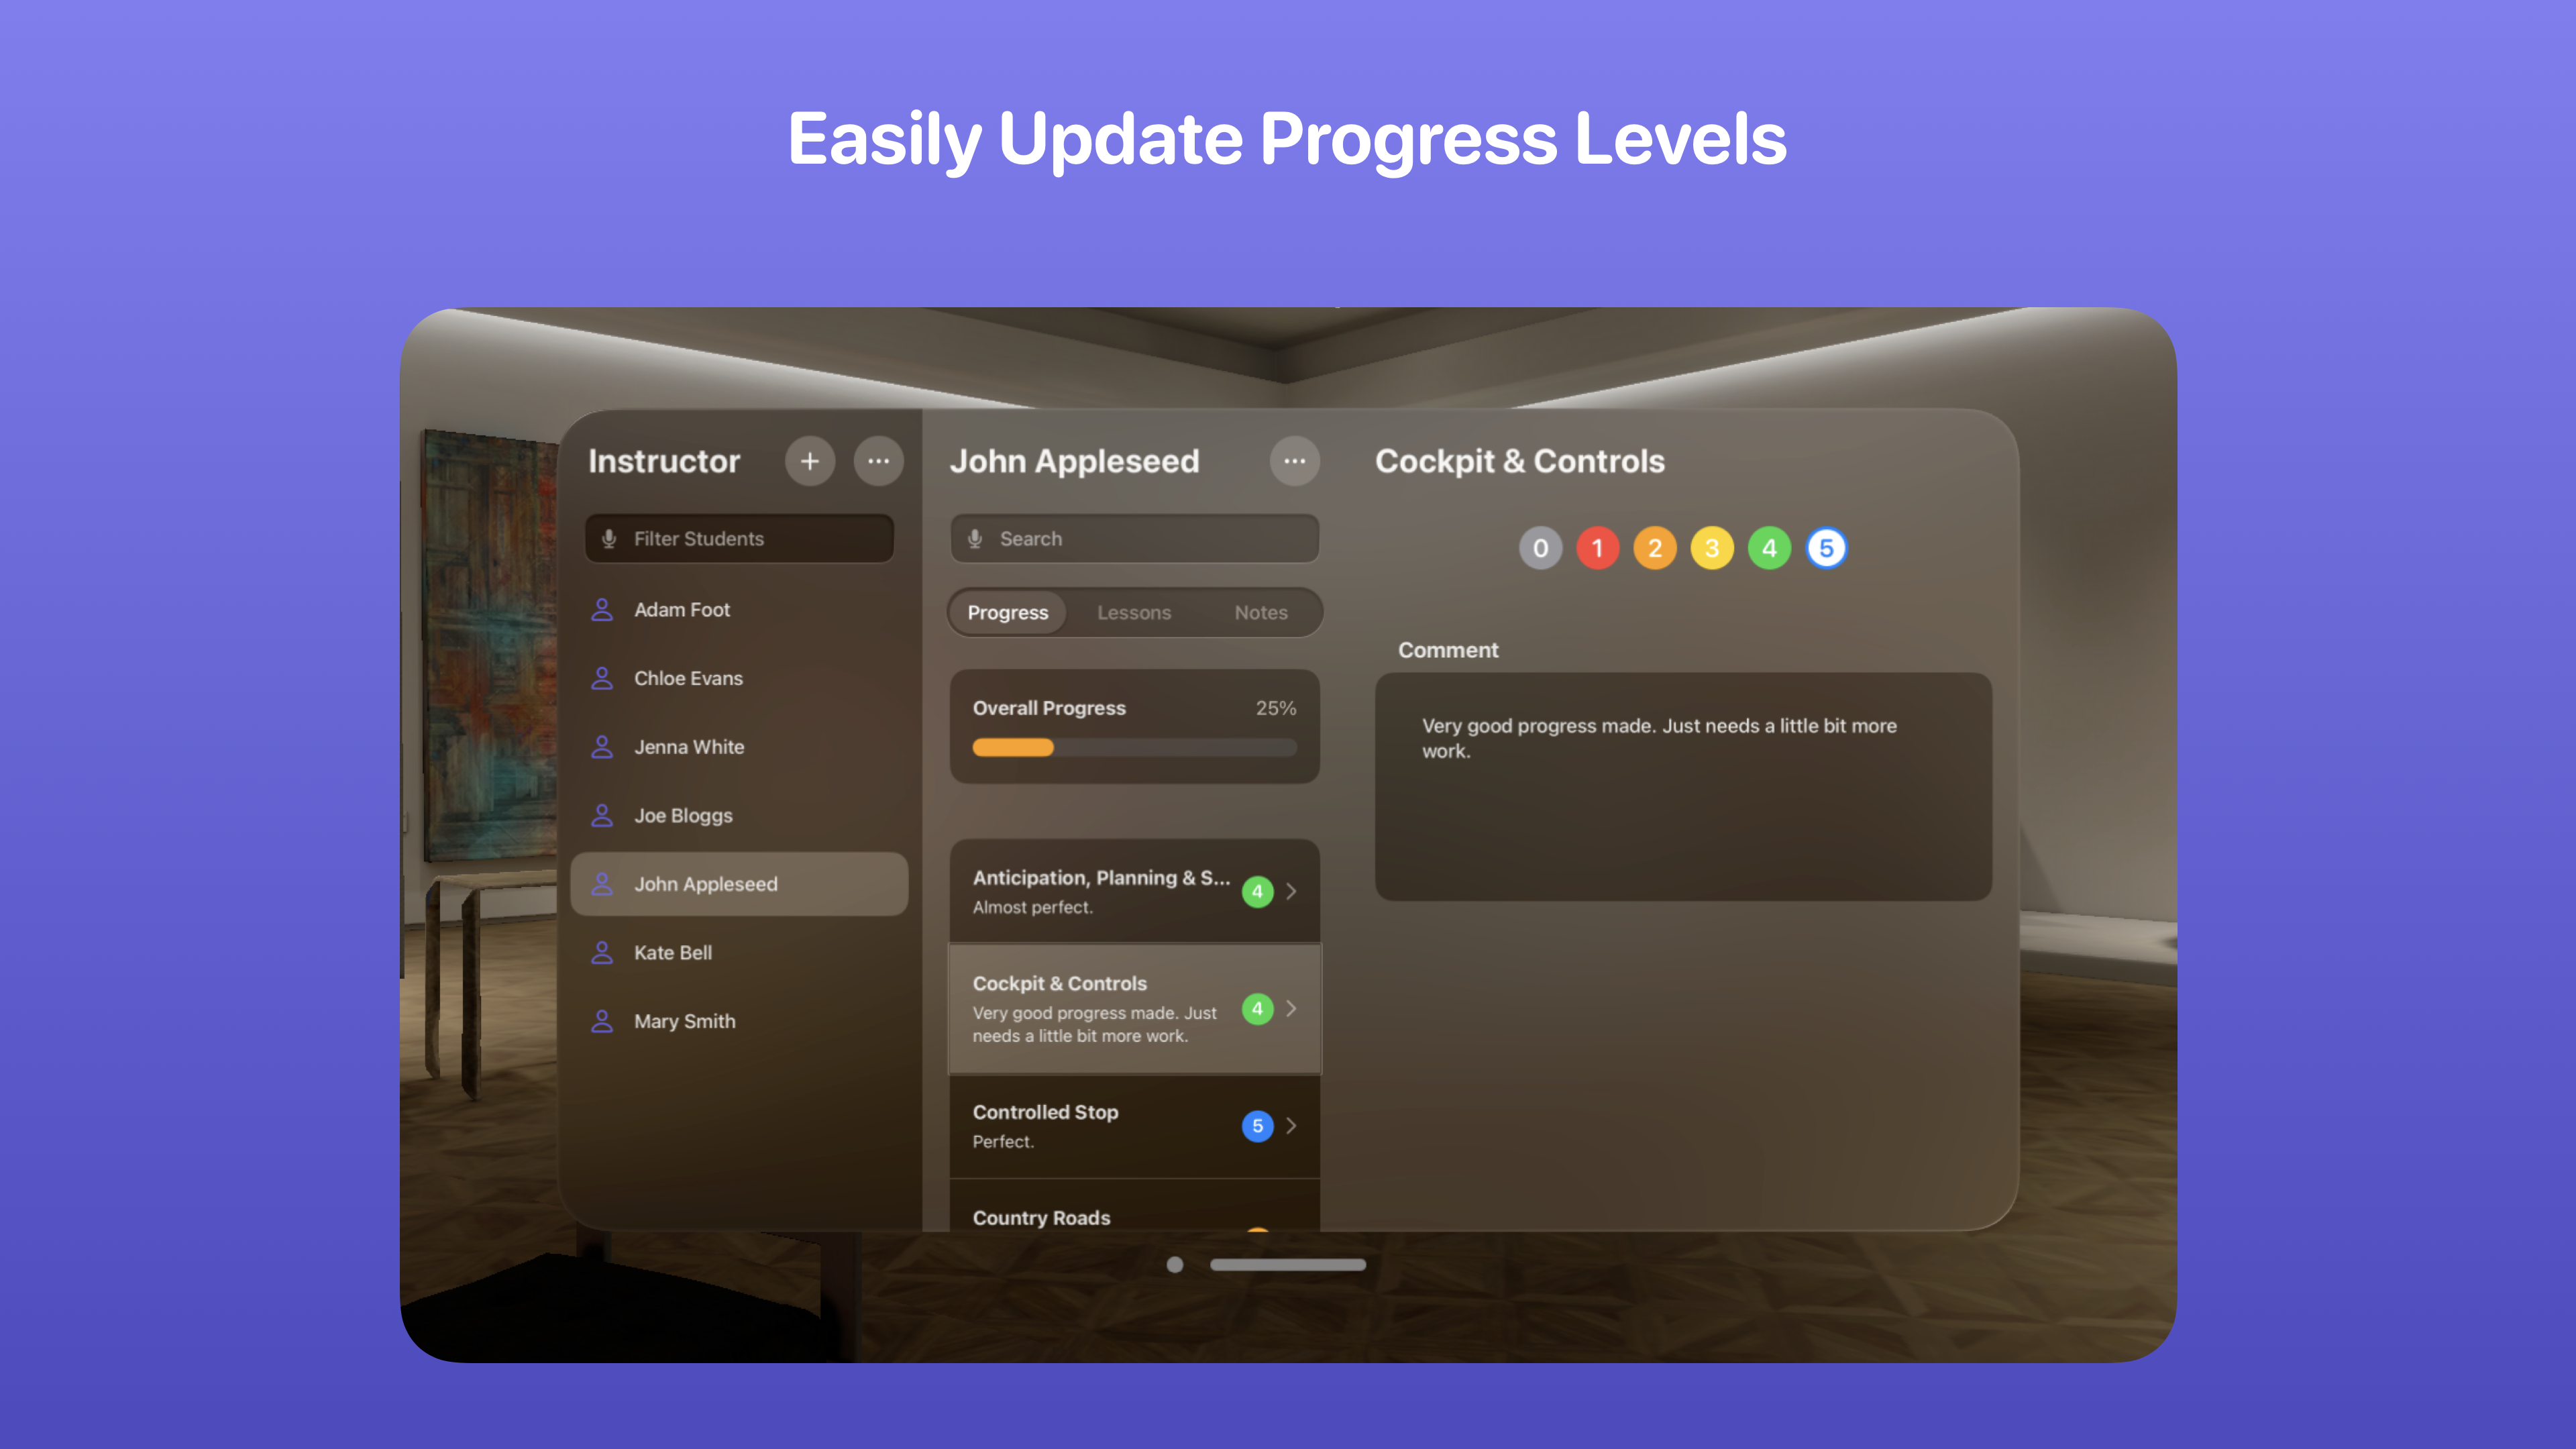 Easily Update Progress Levels
Instructor
Filter Students
Adam Foot
Chloe Evans
Jenna White
Joe Bloggs
John Appleseed
Kate Bell
Mary Smith
John Appleseed
Search
Progress Lessons Notes
Overall Progress 25%
Anticipation, Planning & S... 4
Almost perfect.
Cockpit & Controls 4
Very good progress made. Just
needs a little bit more work.
Controlled Stop 5
Perfect.
Country Roads
Cockpit & Controls
0 1 2 3 4 5
Comment
Very good progress made. Just needs a little bit more
work.